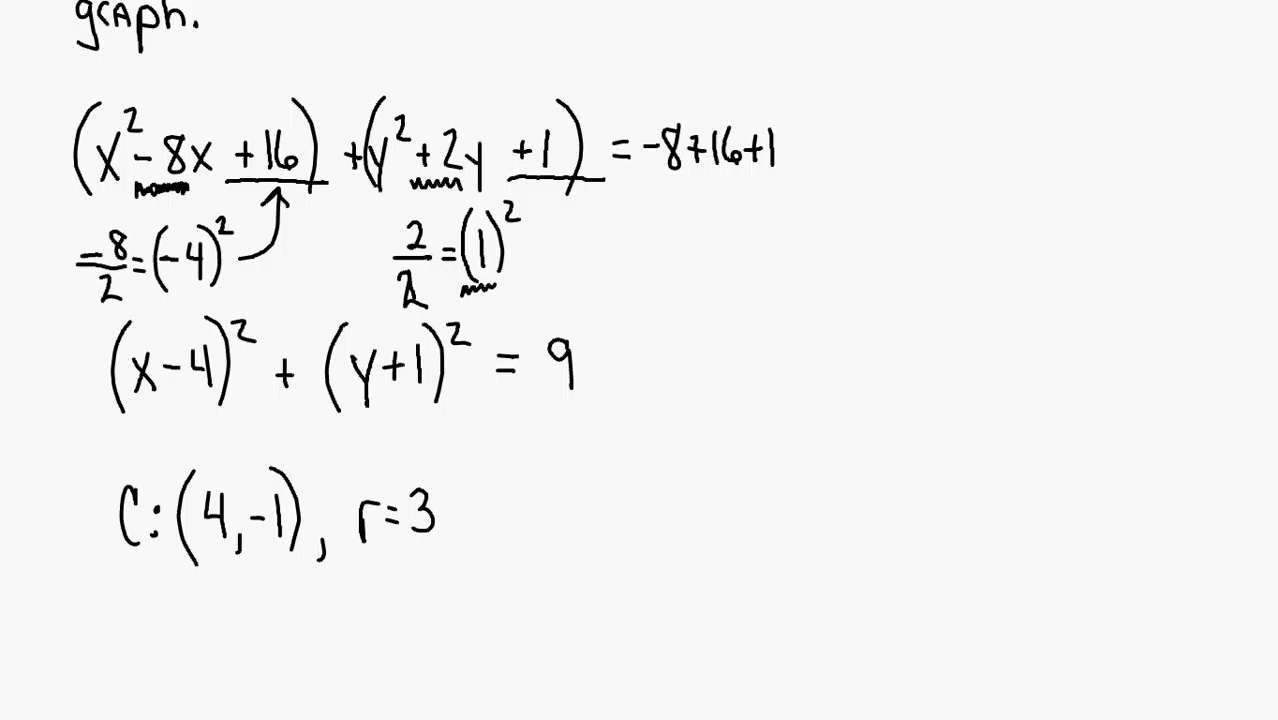 graph.
(x² - 8x + 16) + (y² + 2y + 1) = -8 + 16 + 1
-8/2 = (-4)² 2/2 = (1)²
(x - 4)² + (y + 1)² = 9
C: (4, -1), r = 3